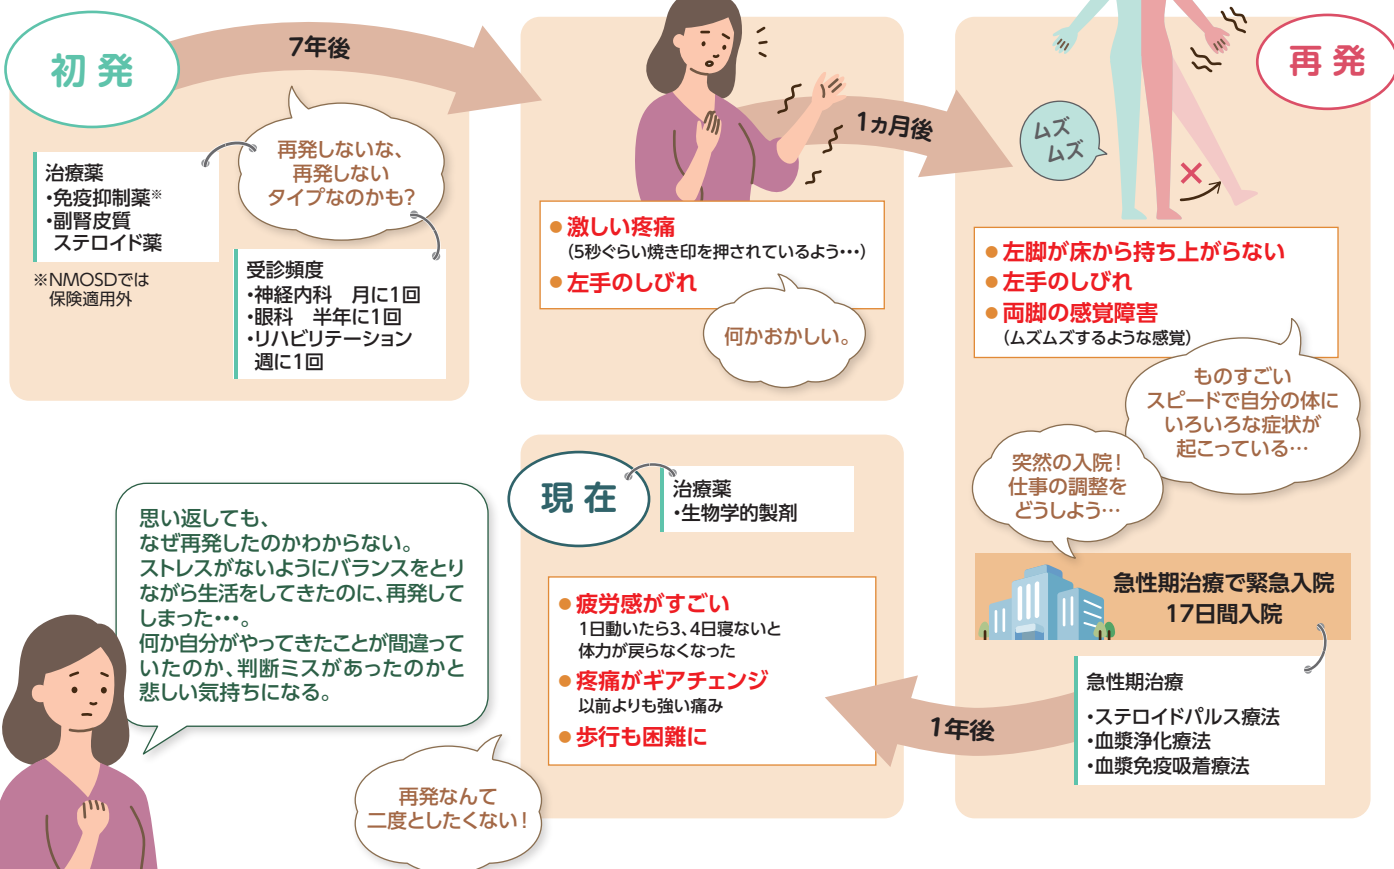 初発
7年後
治療薬
・免疫抑制薬※
・副腎皮質
ステロイド薬
※NMOSDでは
保険適用外
再発しないな、
再発しない
タイプなのかも?
受診頻度
・神経内科 月に1回
・眼科 半年に1回
・リハビリテーション
週に1回
激しい疼痛
(5秒ぐらい焼き印を押されているよう・・・)
左手のしびれ
何かおかしい。
1ヵ月後
再発
ムズ
ムズ
左脚が床から持ち上がらない
左手のしびれ
両脚の感覚障害
(ムズムズするような感覚)
ものすごい
スピードで自分の体に
いろいろな症状が
起こっている…
突然の入院!
仕事の調整を
どうしよう…
急性期治療で緊急入院
17日間入院
急性期治療
・ステロイドパルス療法
・血漿浄化療法
・血漿免疫吸着療法
1年後
現在
治療薬
・生物学的製剤
疲労感がすごい
1日動いたら3、4日寝ないと
体力が戻らなくなった
疼痛がギアチェンジ
以前よりも強い痛み
歩行も困難に
思い返しても、
なぜ再発したのかわからない。
ストレスがないようにバランスをとり
ながら生活をしてきたのに、再発して
しまった・・・。
何か自分がやってきたことが間違って
いたのか、判断ミスがあったのかと
悲しい気持ちになる。
再発なんて
二度としたくない!